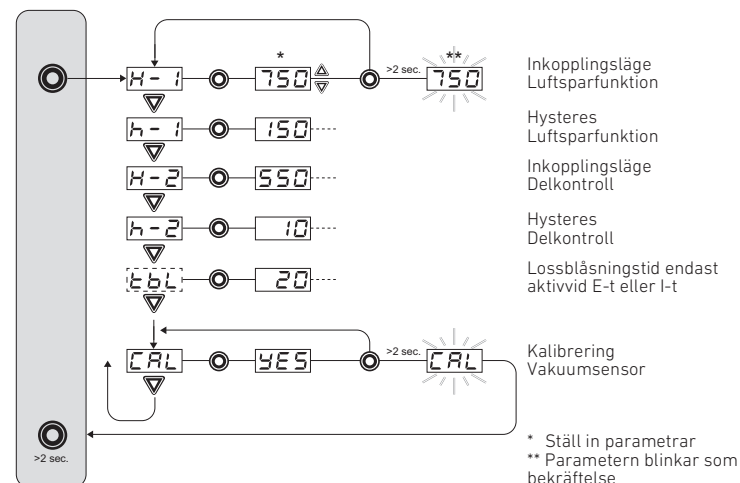 * **
H-1 750 >2 sec. 750 Inkopplingsläge
Luftsparfunktion
h-1 150 Hysteres
Luftsparfunktion
H-2 550 Inkopplingsläge
Delkontroll
h-2 10 Hysteres
Delkontroll
tbL 20 Lossblåsningstid endast
aktivvid E-t eller I-t
CAL YES >2 sec. CAL Kalibrering
Vakuumsensor
>2 sec.
* Ställ in parametrar
** Parametern blinkar som
bekräftelse